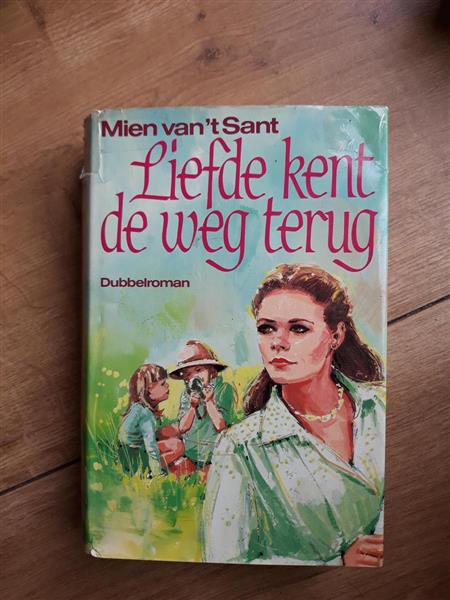 Mien van't Sant
Liefde kent
de weg terug
Dubbelroman